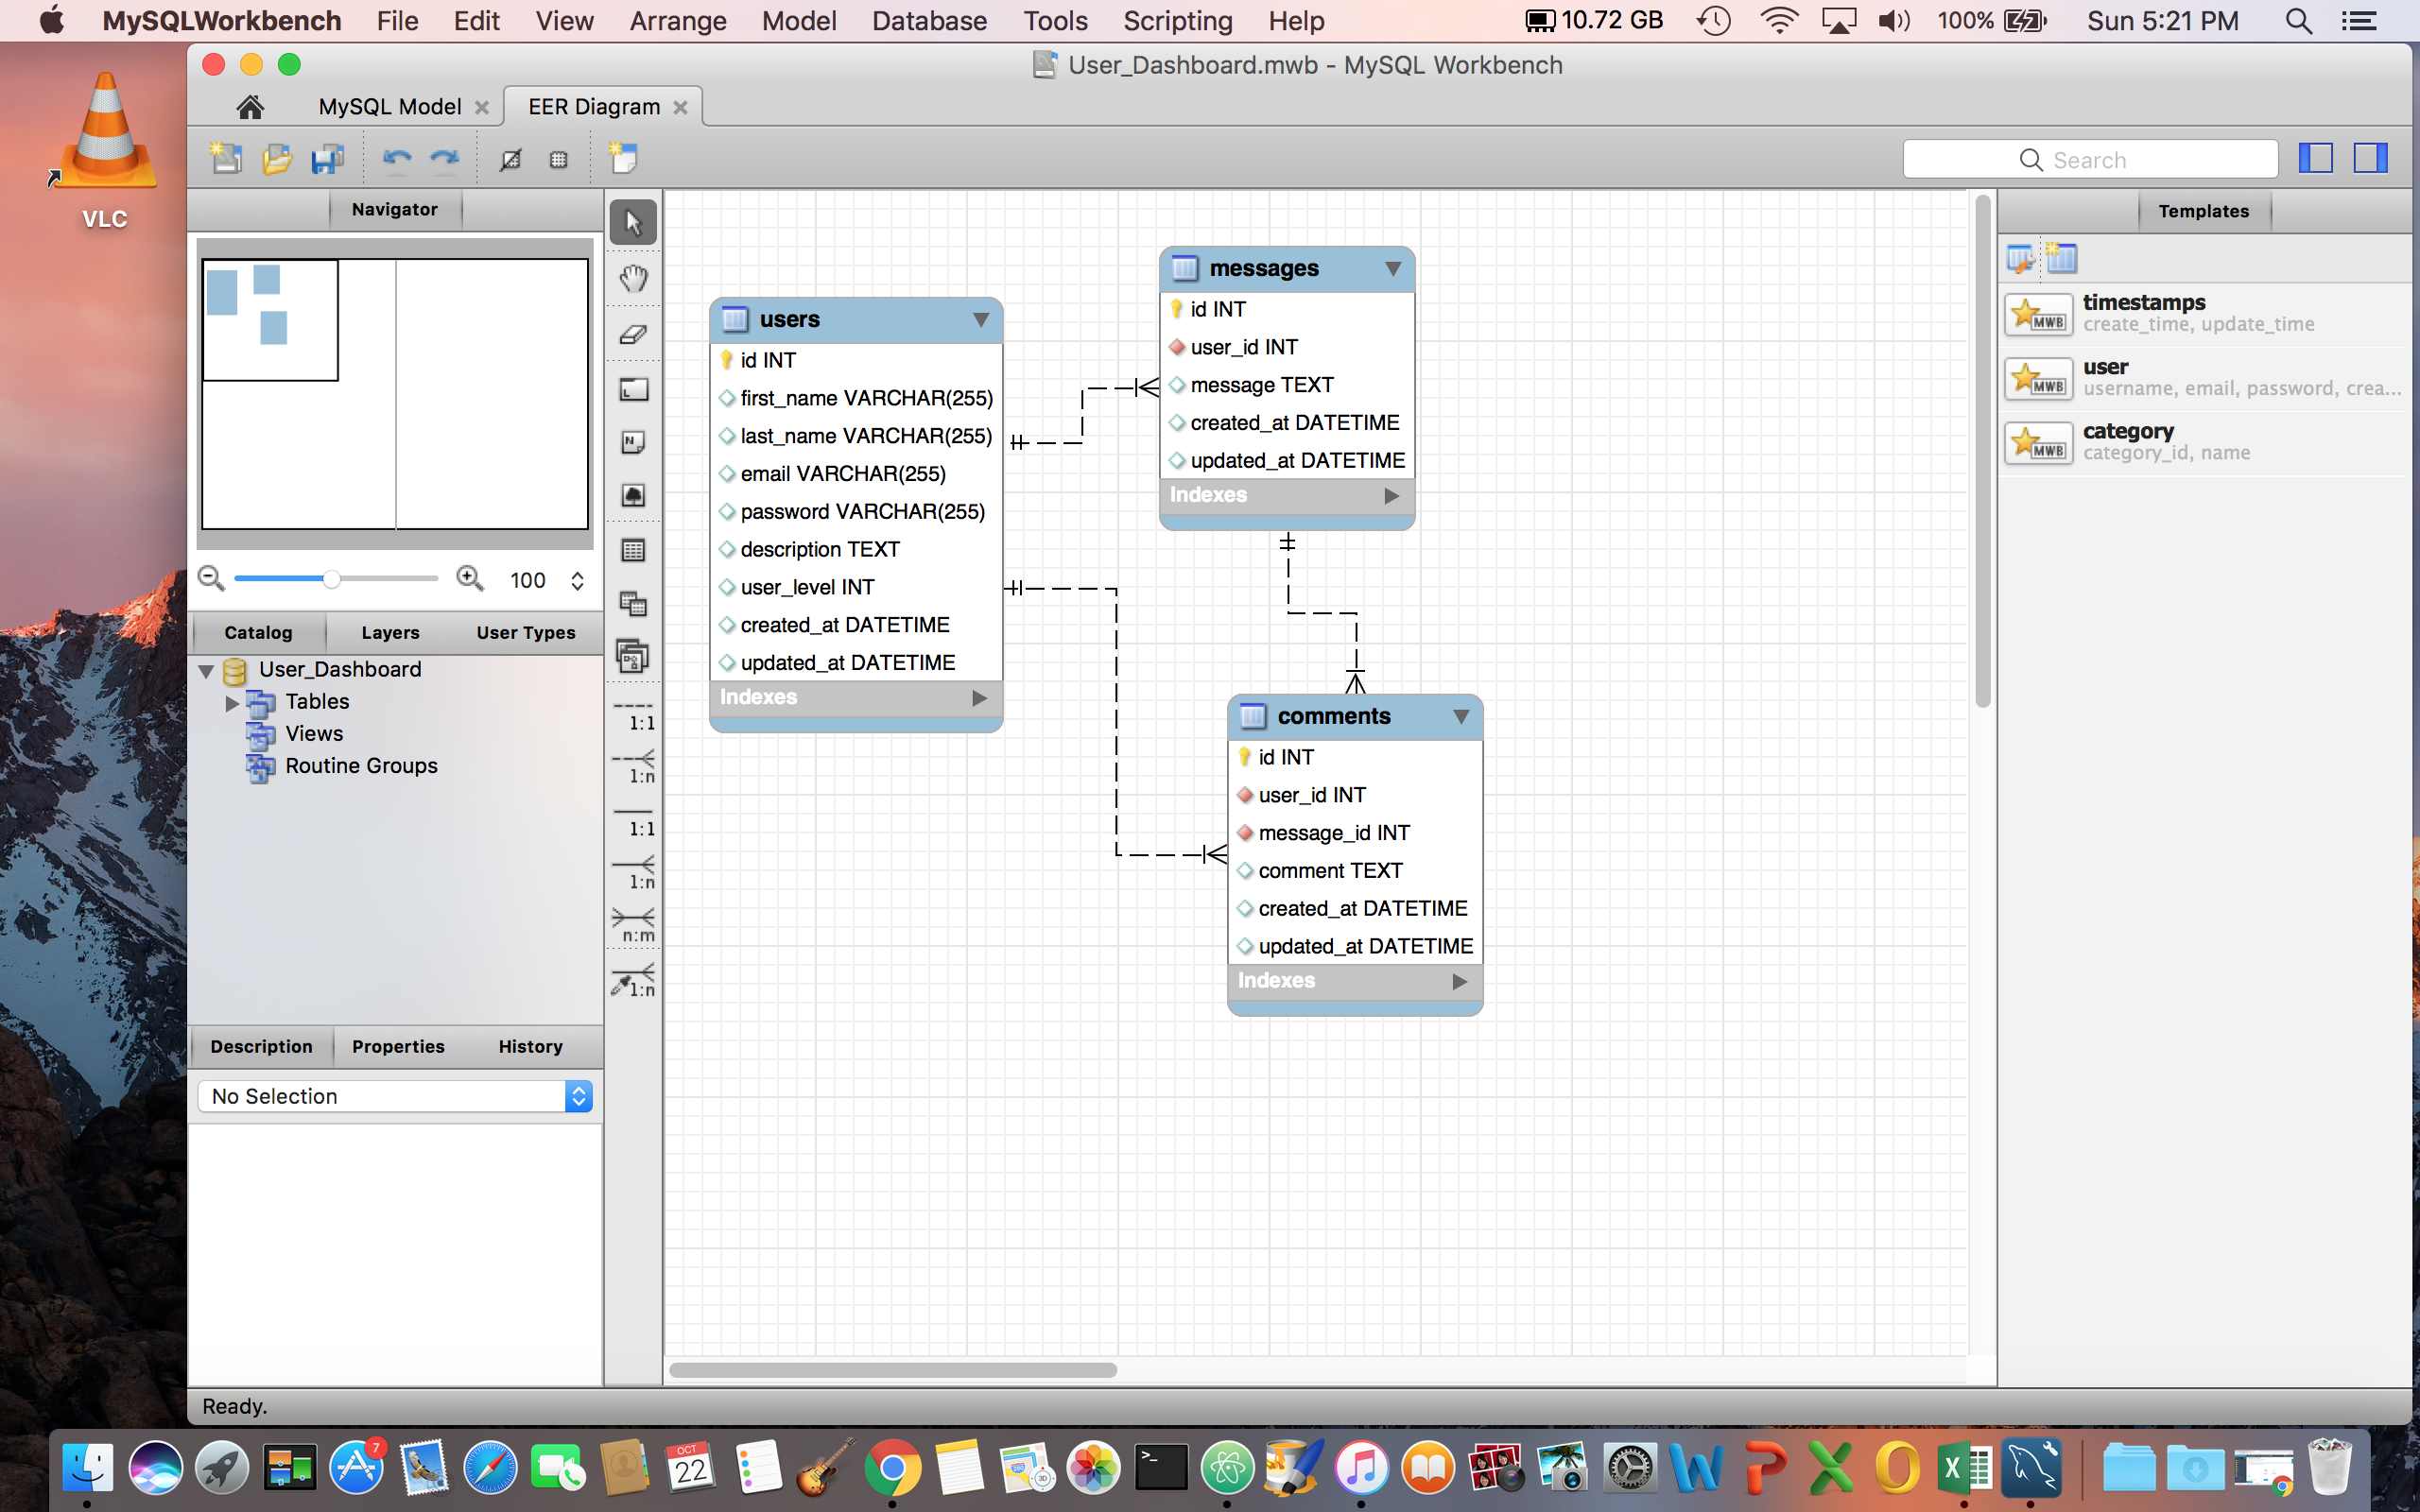 MySQLWorkbench File Edit View Arrange Model Database Tools Scripting Help 10.72 GB 100% Sun 5:21 PM
User_Dashboard.mwb - MySQL Workbench
MySQL Model EER Diagram
Search
VLC
Navigator
100
Catalog Layers User Types
User_Dashboard
Tables
Views
Routine Groups
Description Properties History
No Selection
Ready.
L
N
1:1
1:n
1:1
1:n
n:m
1:n
users
id INT
first_name VARCHAR(255)
last_name VARCHAR(255)
email VARCHAR(255)
password VARCHAR(255)
description TEXT
user_level INT
created_at DATETIME
updated_at DATETIME
Indexes
messages
id INT
user_id INT
message TEXT
created_at DATETIME
updated_at DATETIME
Indexes
comments
id INT
user_id INT
message_id INT
comment TEXT
created_at DATETIME
updated_at DATETIME
Indexes
Templates
MWB
timestamps
create_time, update_time
MWB
user
username, email, password, crea...
MWB
category
category_id, name
7
OCT
22
3D
>_
W P X O X